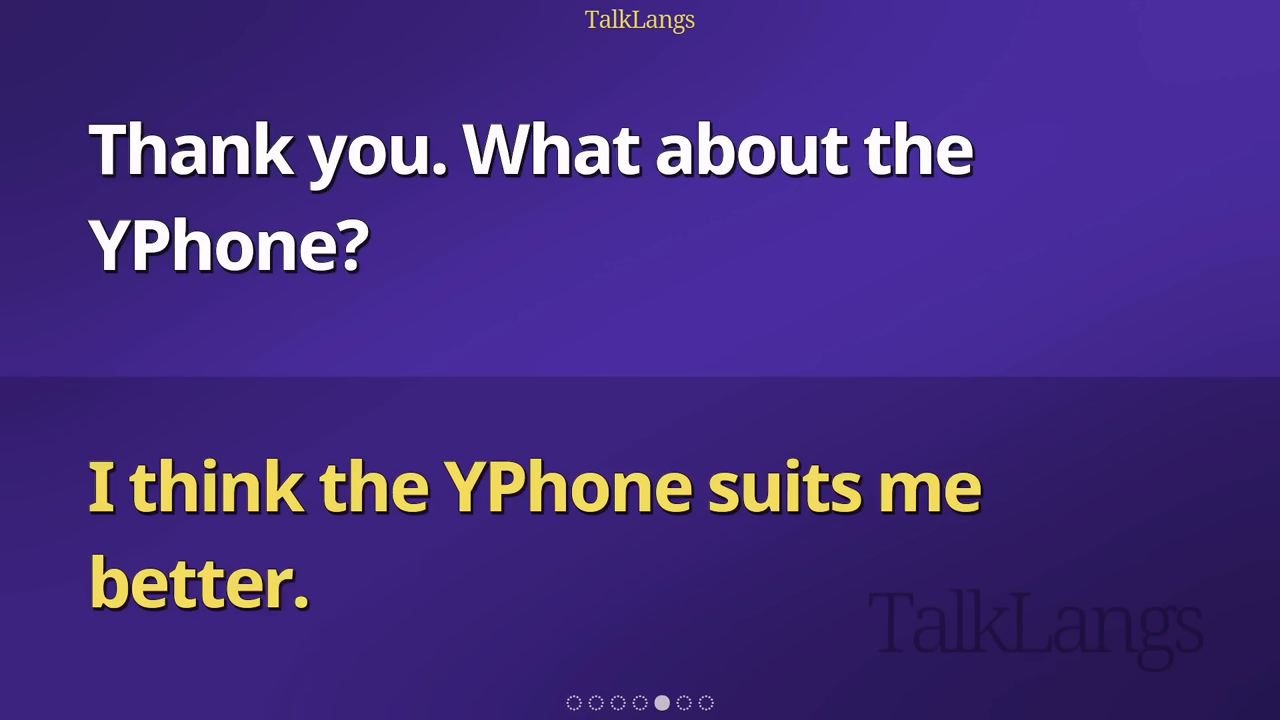 TalkLangs
Thank you. What about the
YPhone?
I think the YPhone suits me
better.
TalkLangs